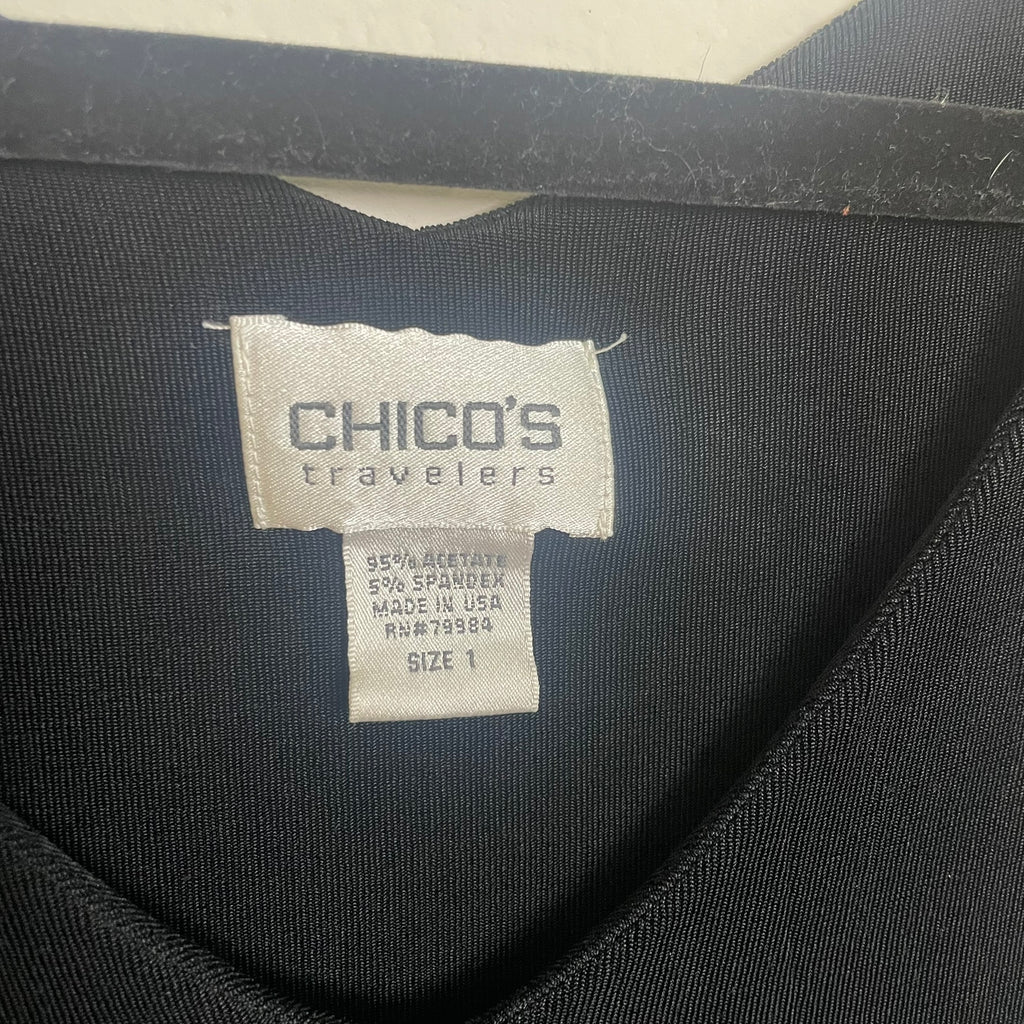 CHICO'S
travelers
95% ACETATE
5% SPANDEX
MADE IN USA
RN#79984
SIZE 1